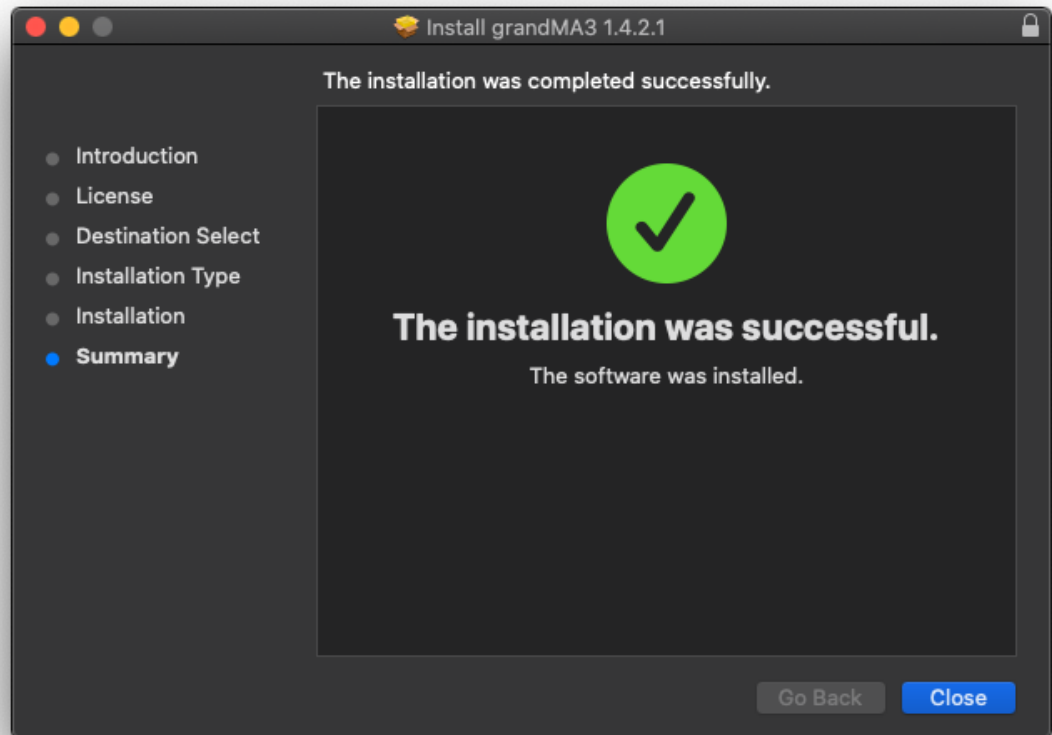 Install grandMA3 1.4.2.1
The installation was completed successfully.
Introduction
License
Destination Select
Installation Type
Installation
Summary
The installation was successful.
The software was installed.
Go Back
Close